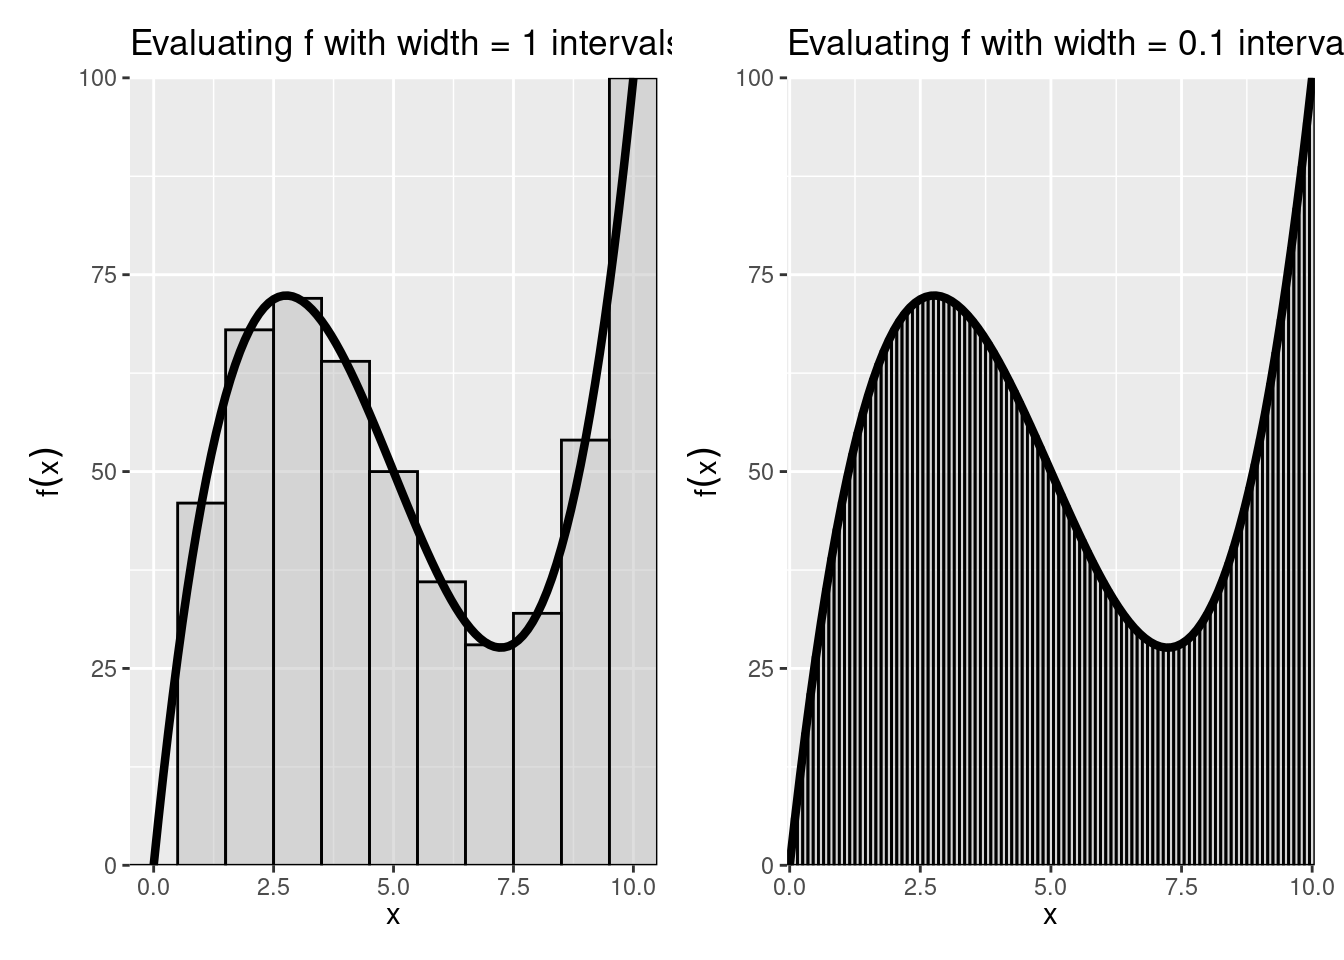 Evaluating f with width = 1 intervals
100
75
50
25
0
f(x)
0.0 2.5 5.0 7.5 10.0
x
Evaluating f with width = 0.1 interva
100
75
50
25
0
f(x)
0.0 2.5 5.0 7.5 10.0
x